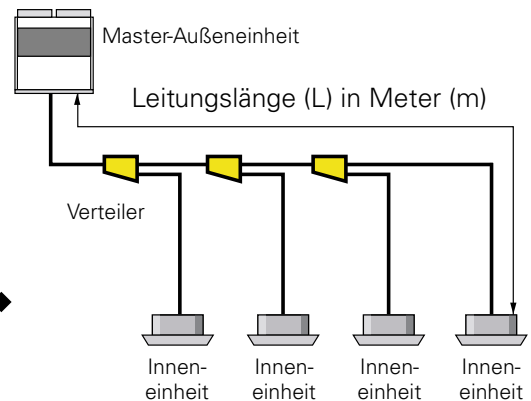 Master-Außeneinheit
Leitungslänge (L) in Meter (m)
Verteiler
Innen-
einheit
Innen-
einheit
Innen-
einheit
Innen-
einheit